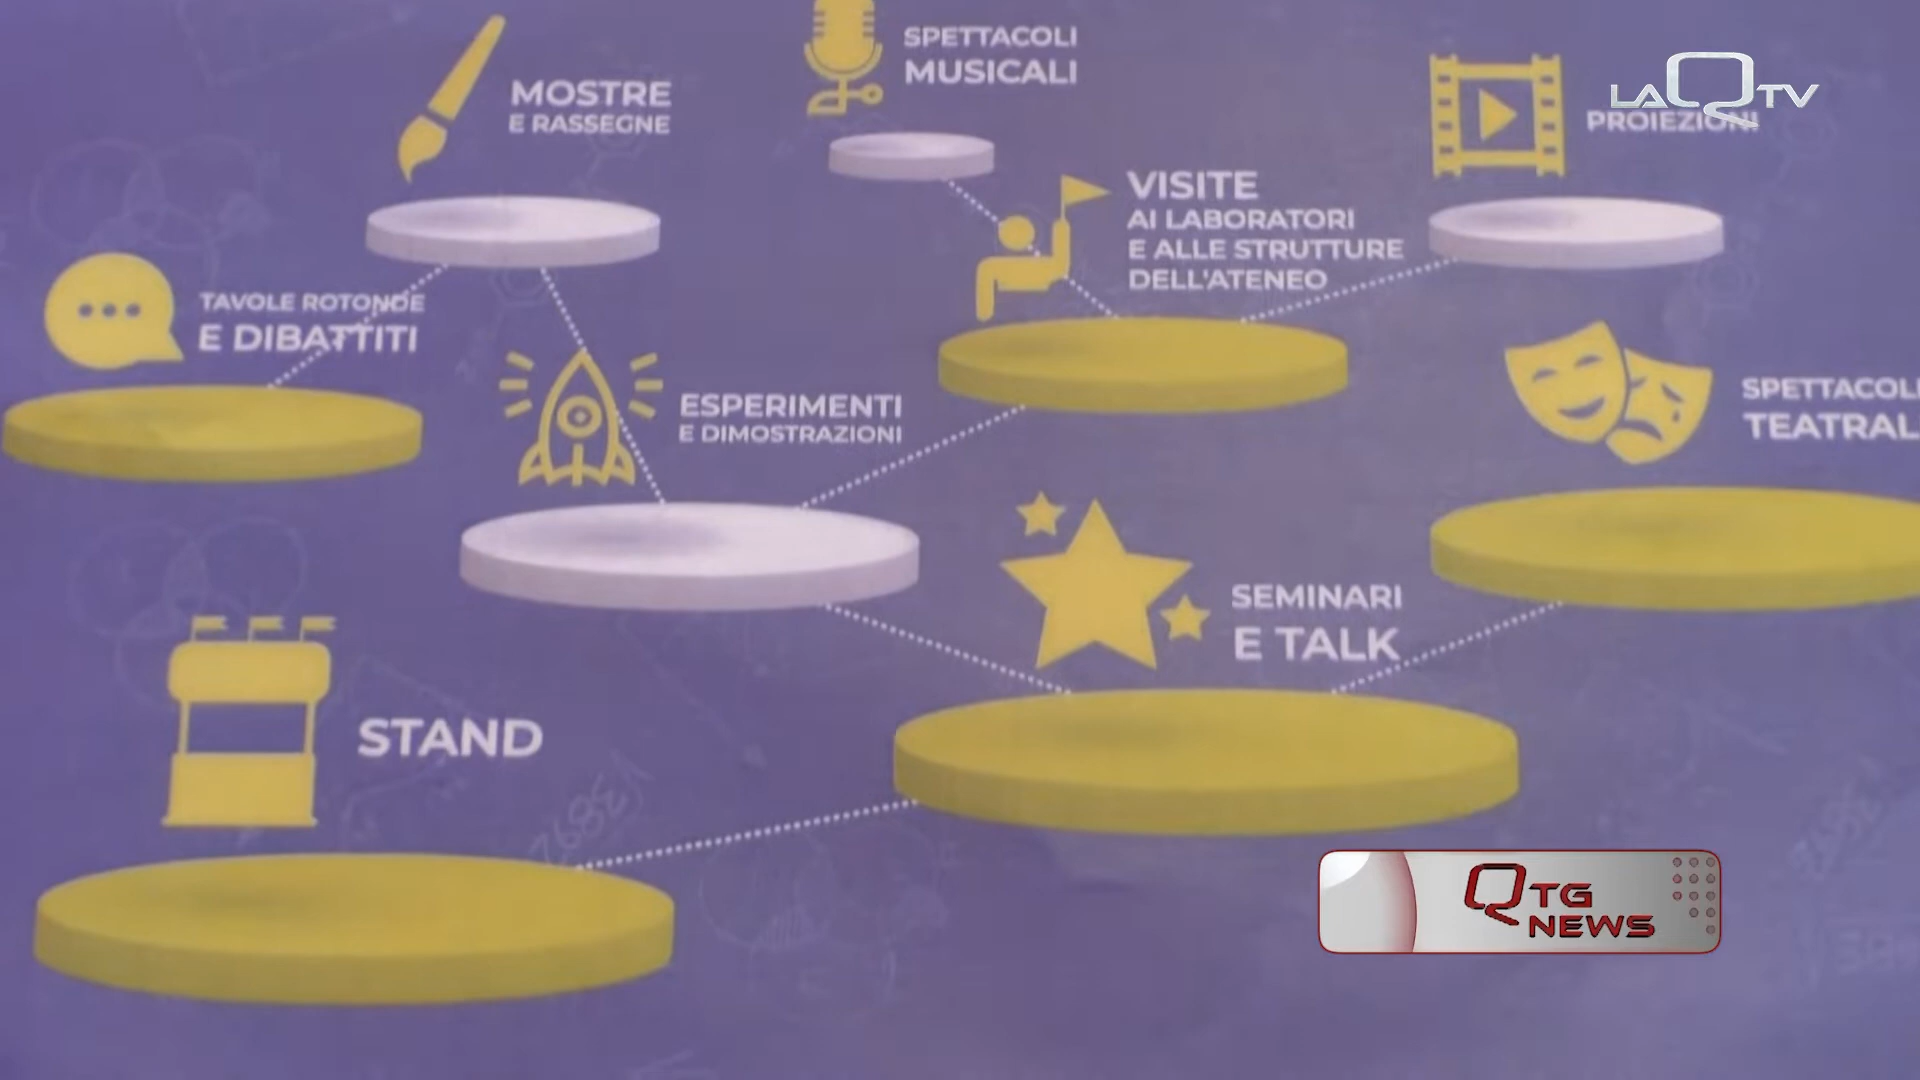 SPETTACOLI
MUSICALI
MOSTRE
E RASSEGNE
LAQTV
PROIEZIONI
VISITE
AI LABORATORI
E ALLE STRUTTURE
DELL'ATENEO
TAVOLE ROTONDE
E DIBATTITI
ESPERIMENTI
E DIMOSTRAZIONI
SPETTACOLI
TEATRAL
SEMINARI
E TALK
STAND
QTG
NEWS